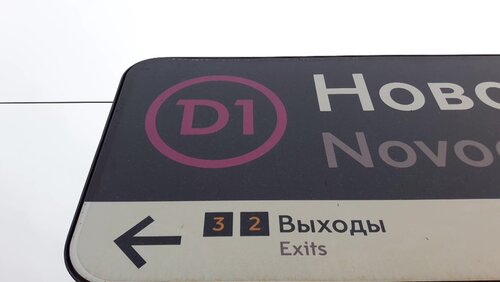 D1 Ново
Novo
3 2 Выходы
Exits